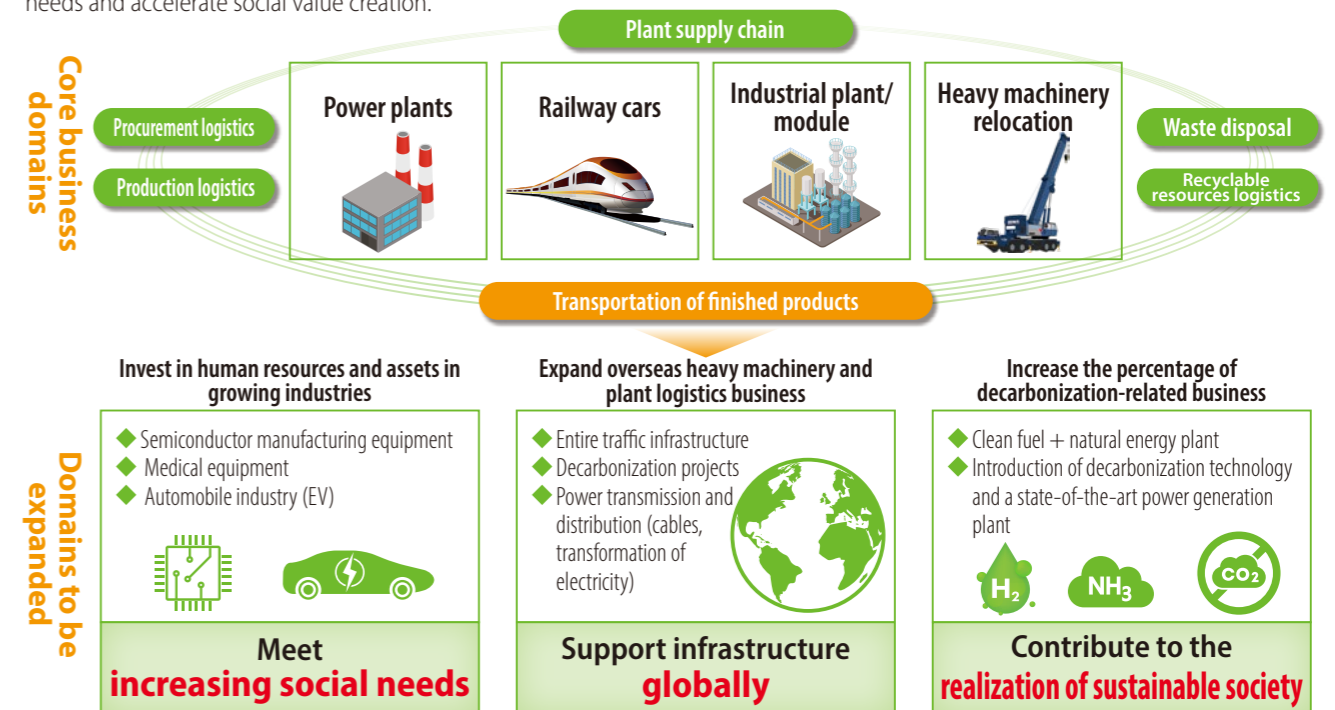 needs and accelerate social value creation.
Plant supply chain
Core business
domains
Procurement logistics
Production logistics
Power plants
Railway cars
Industrial plant/
module
Heavy machinery
relocation
Waste disposal
Recyclable
resources logistics
Transportation of finished products
Domains to be
expanded
Invest in human resources and assets in
growing industries
◆ Semiconductor manufacturing equipment
◆ Medical equipment
◆ Automobile industry (EV)
Meet
increasing social needs
Expand overseas heavy machinery and
plant logistics business
◆ Entire traffic infrastructure
◆ Decarbonization projects
◆ Power transmission and
distribution (cables,
transformation of
electricity)
Support infrastructure
globally
Increase the percentage of
decarbonization-related business
◆ Clean fuel + natural energy plant
◆ Introduction of decarbonization technology
and a state-of-the-art power generation
plant
H2
NH3
CO2
Contribute to the
realization of sustainable society